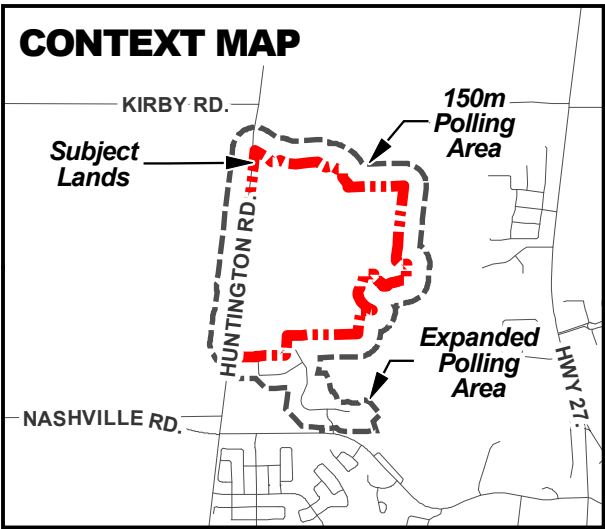 CONTEXT MAP
KIRBY RD.
150m
Polling
Area
Subject
Lands
HUNTINGTON RD.
Expanded
Polling
Area
HWY 27.
NASHVILLE RD.